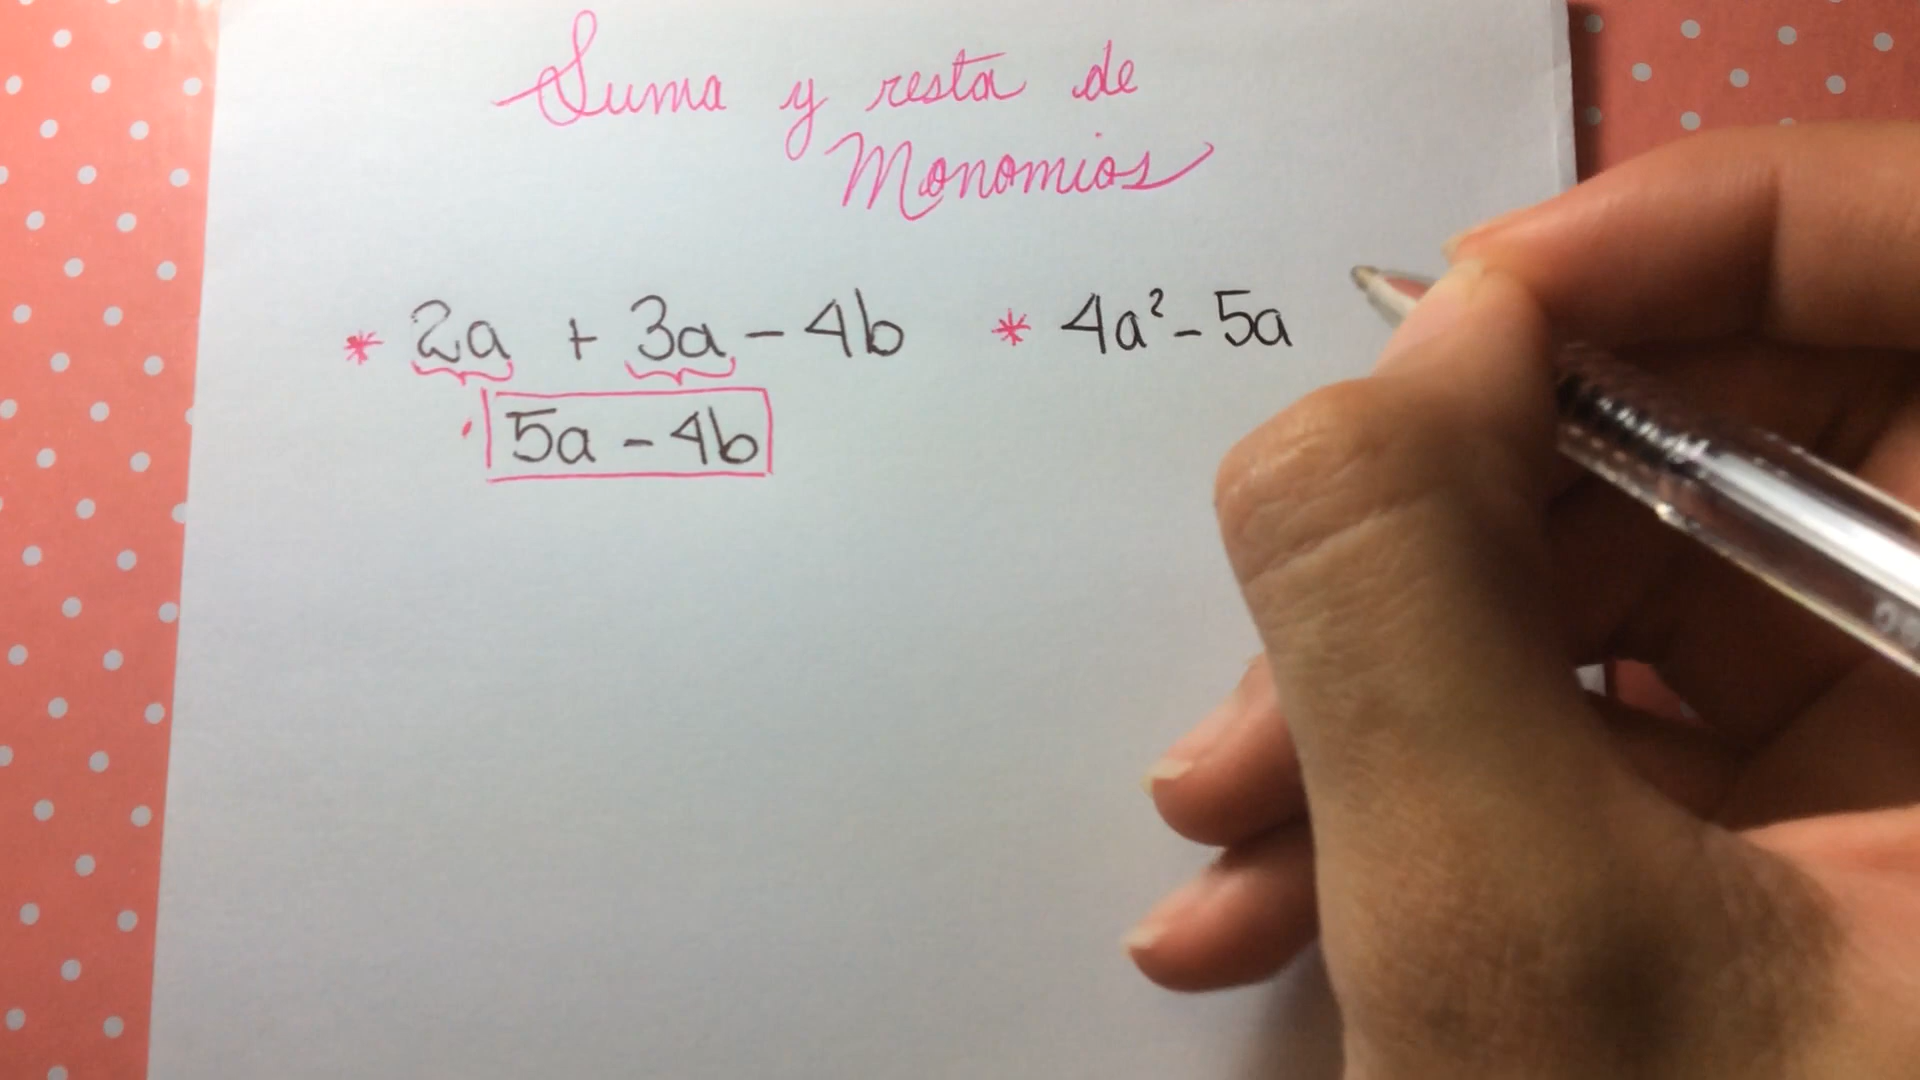 Suma y resta de
Monomios
* 2a + 3a - 4b
5a - 4b
* 4a² - 5a